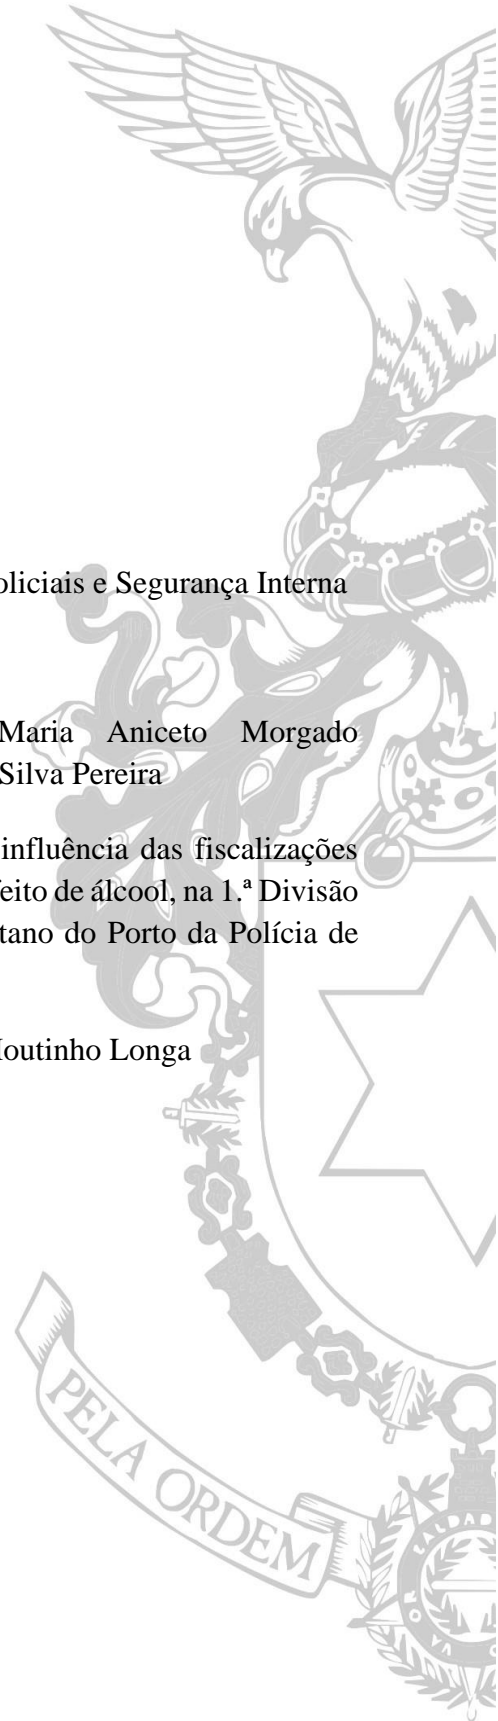 oliciais e Segurança Interna
Maria Aniceto Morgado
Silva Pereira
influência das fiscalizações
feito de álcool, na 1.ª Divisão
tano do Porto da Polícia de
outinho Longa
PELA ORDEM